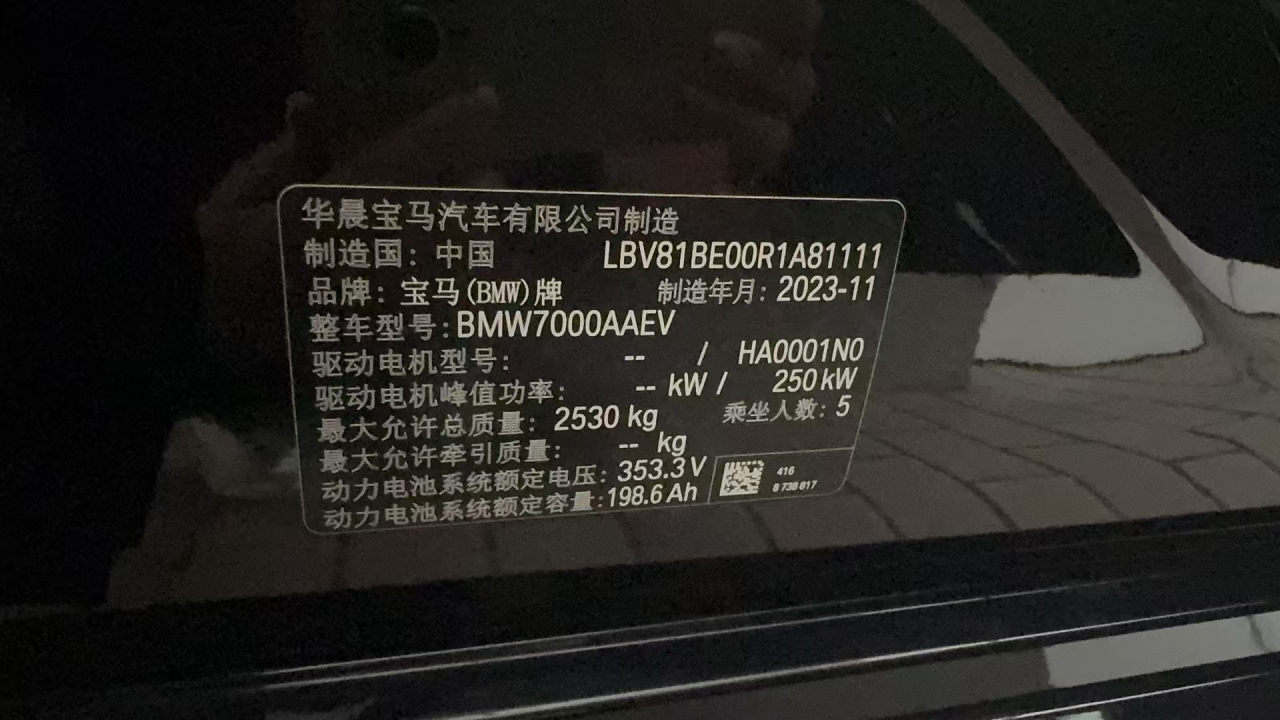 华晨宝马汽车有限公司制造
制造国：中国 LBV81BE00R1A81111
品牌：宝马(BMW)牌 制造年月：2023-11
整车型号：BMW7000AAEV
驱动电机型号： -- / HA0001N0
驱动电机峰值功率： -- kW / 250 kW
最大允许总质量：2530 kg 乘坐人数：5
最大允许牵引质量： -- kg
动力电池系统额定电压：353.3 V
动力电池系统额定容量：198.6 Ah
416
8 738 817